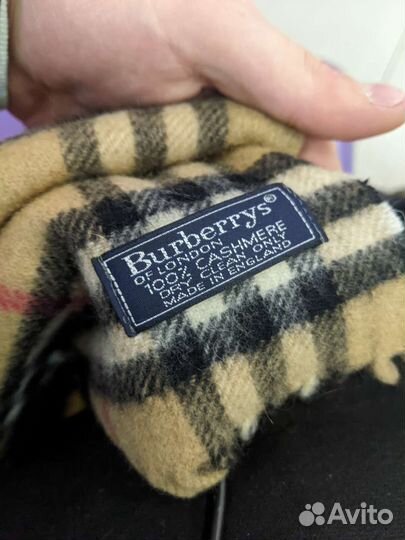 Burberrys®
OF LONDON
100% CASHMERE
DRY CLEAN ONLY
MADE IN ENGLAND
Avito